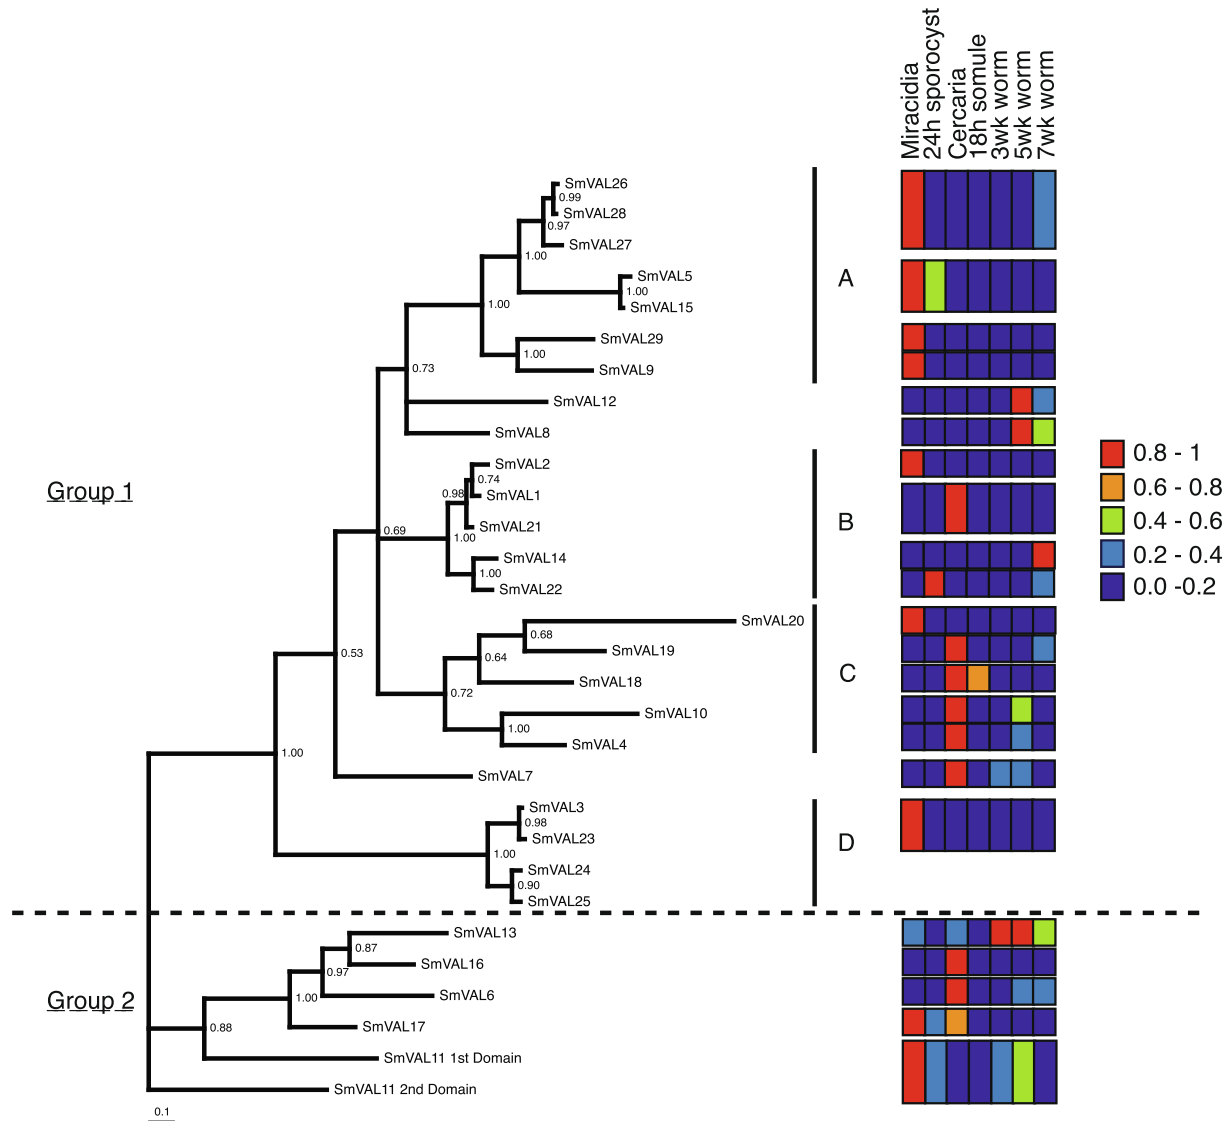 Miracidia
24h sporocyst
Cercaria
18h somule
3wk worm
5wk worm
7wk worm
SmVAL26
0.99
SmVAL28
0.97
SmVAL27
1.00
SmVAL5
1.00
SmVAL15
1.00
SmVAL29
1.00
SmVAL9
0.73
SmVAL12
SmVAL8
A
Group 1
SmVAL2
0.74
0.98
SmVAL1
SmVAL21
1.00
0.69
SmVAL14
1.00
SmVAL22
B
0.8 - 1
0.6 - 0.8
0.4 - 0.6
0.2 - 0.4
0.0 -0.2
SmVAL20
0.68
SmVAL19
0.64
0.53
SmVAL18
0.72
SmVAL10
1.00
SmVAL4
C
1.00
SmVAL7
SmVAL3
0.98
SmVAL23
1.00
SmVAL24
0.90
SmVAL25
D
SmVAL13
0.87
SmVAL16
0.97
SmVAL6
1.00
Group 2
0.88
SmVAL17
SmVAL11 1st Domain
SmVAL11 2nd Domain
0.1